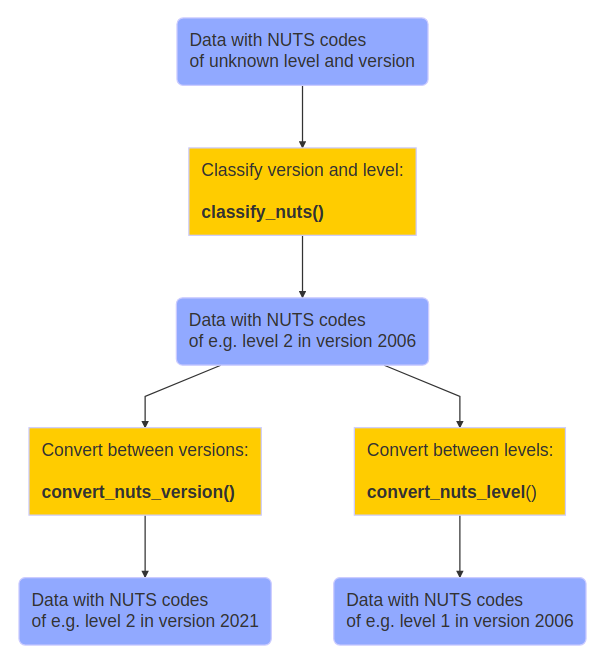 Data with NUTS codes
of unknown level and version
Classify version and level:
classify_nuts()
Data with NUTS codes
of e.g. level 2 in version 2006
Convert between versions:
convert_nuts_version()
Convert between levels:
convert_nuts_level()
Data with NUTS codes
of e.g. level 2 in version 2021
Data with NUTS codes
of e.g. level 1 in version 2006